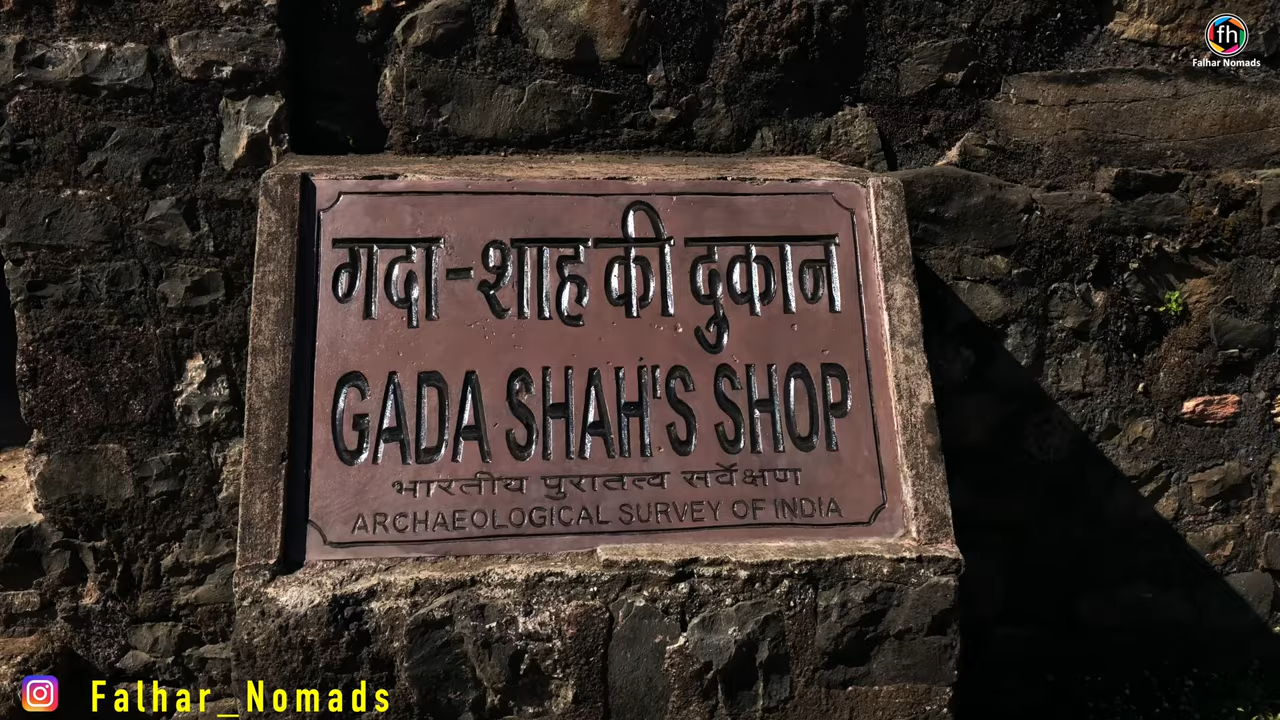 fh
Falhar Nomads
गदा-शाह की दुकान
GADA SHAH'S SHOP
भारतीय पुरातत्व सर्वेक्षण
ARCHAEOLOGICAL SURVEY OF INDIA
Falhar_Nomads